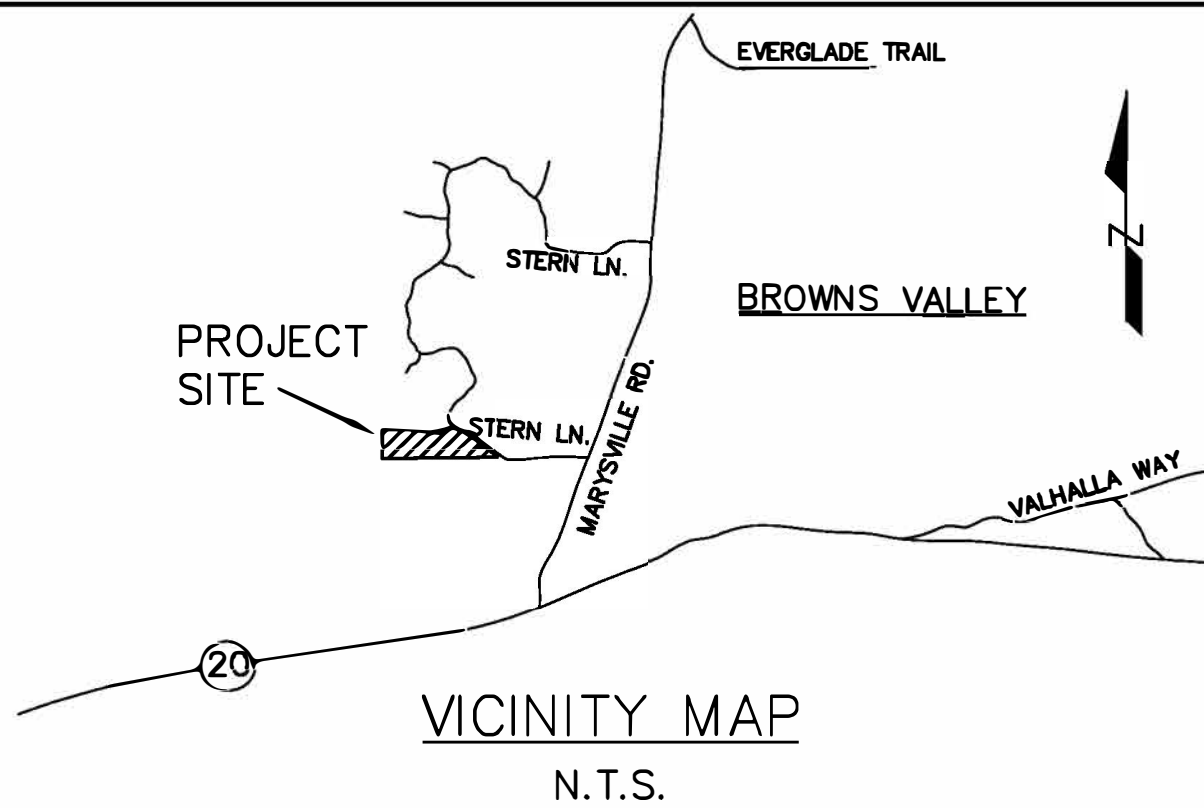 EVERGLADE TRAIL
N
STERN LN.
BROWNS VALLEY
PROJECT
SITE
STERN LN.
MARYSVILLE RD.
VALHALLA WAY
20
VICINITY MAP
N.T.S.